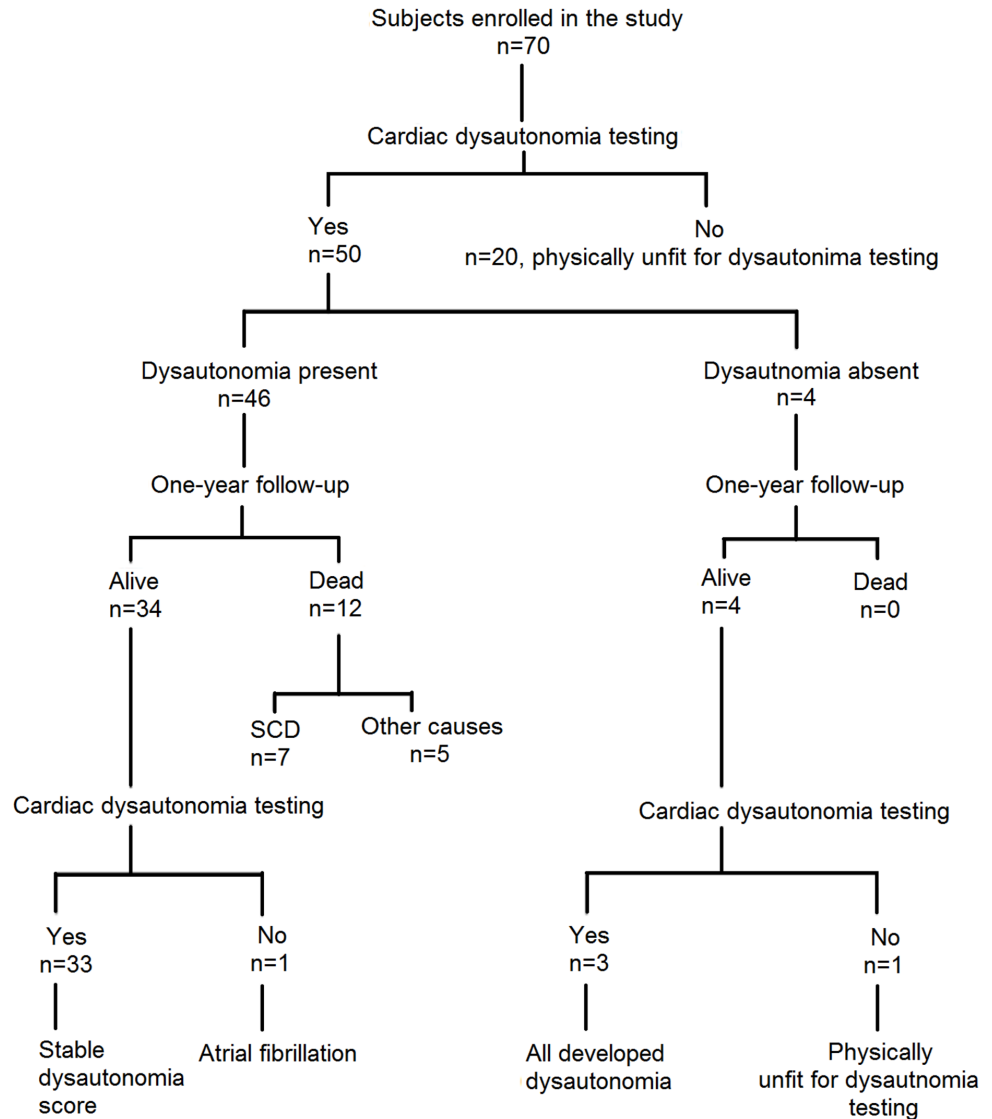 Subjects enrolled in the study
n=70
Cardiac dysautonomia testing
Yes
n=50
No
n=20, physically unfit for dysautonima testing
Dysautonomia present
n=46
Dysautnomia absent
n=4
One-year follow-up
One-year follow-up
Alive
n=34
Dead
n=12
Alive
n=4
Dead
n=0
SCD
n=7
Other causes
n=5
Cardiac dysautonomia testing
Cardiac dysautonomia testing
Yes
n=33
No
n=1
Yes
n=3
No
n=1
Stable
dysautonomia
score
Atrial fibrillation
All developed
dysautonomia
Physically
unfit for dysautnomia
testing